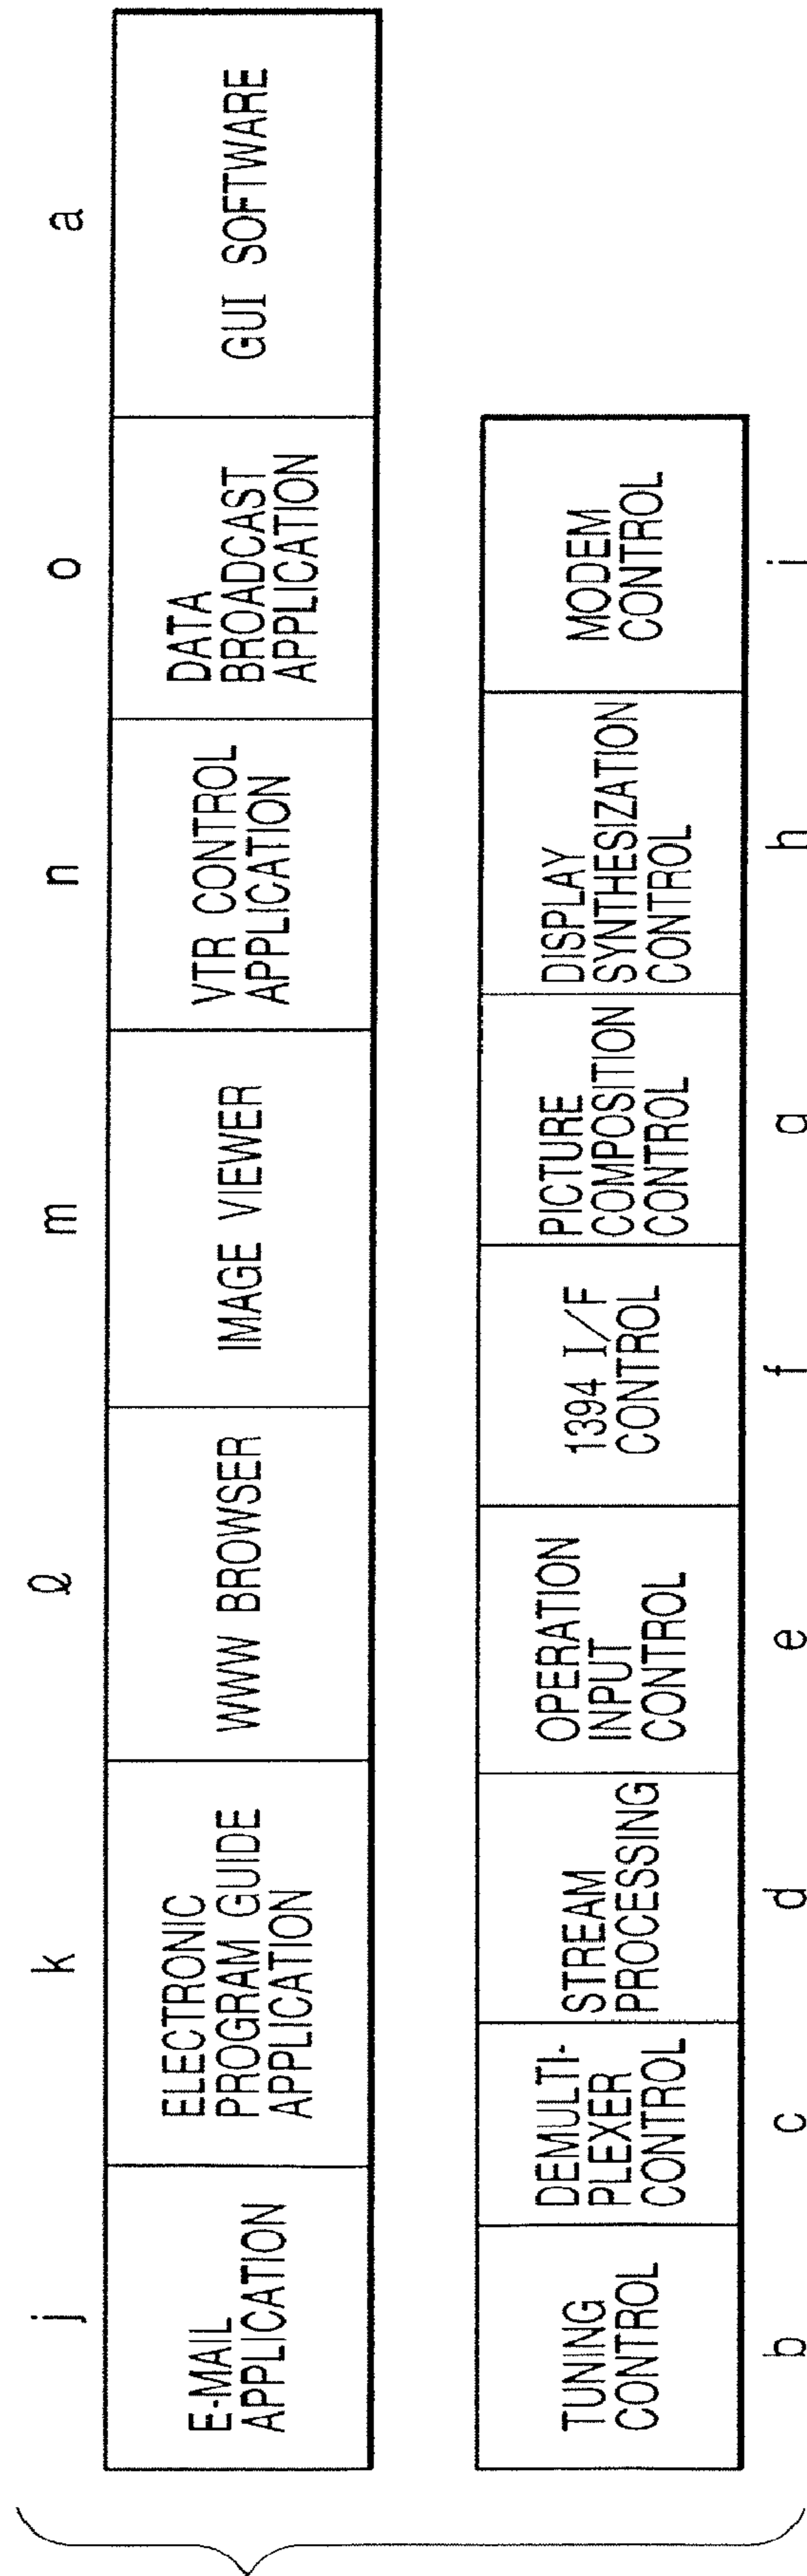 j
k
ℓ
m
n
o
a
E-MAIL
APPLICATION
ELECTRONIC
PROGRAM GUIDE
APPLICATION
WWW BROWSER
IMAGE VIEWER
VTR CONTROL
APPLICATION
DATA
BROADCAST
APPLICATION
GUI SOFTWARE
TUNING
CONTROL
DEMULTI-
PLEXER
CONTROL
STREAM
PROCESSING
OPERATION
INPUT
CONTROL
1394 I/F
CONTROL
PICTURE
COMPOSITION
CONTROL
DISPLAY
SYNTHESIZATION
CONTROL
MODEM
CONTROL
b
c
d
e
f
g
h
i